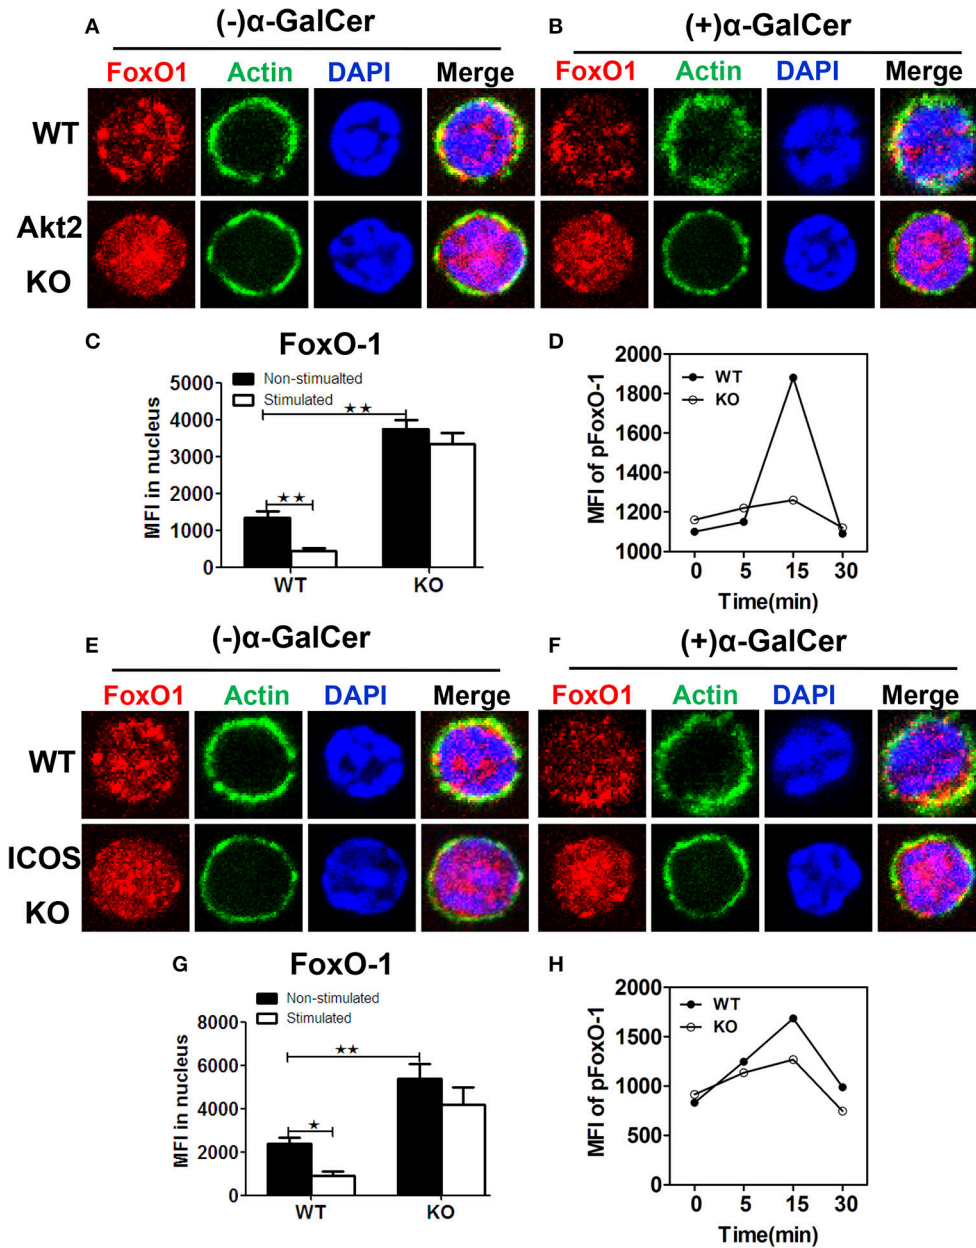 A (-)α-GalCer
B (+)α-GalCer
FoxO1 Actin DAPI Merge
FoxO1 Actin DAPI Merge
WT
Akt2
KO
C FoxO-1
Non-stimualted
Stimulated
★★
★★
MFI in nucleus
5000
4000
3000
2000
1000
0
WT KO
D
WT
KO
MFI of pFoxO-1
2000
1800
1600
1400
1200
1000
0 5 15 30
Time(min)
E (-)α-GalCer
F (+)α-GalCer
FoxO1 Actin DAPI Merge
FoxO1 Actin DAPI Merge
WT
ICOS
KO
G FoxO-1
Non-stimulated
Stimulated
★★
★
MFI in nucleus
8000
6000
4000
2000
0
WT KO
H
WT
KO
MFI of pFoxO-1
2000
1500
1000
500
0
0 5 15 30
Time(min)